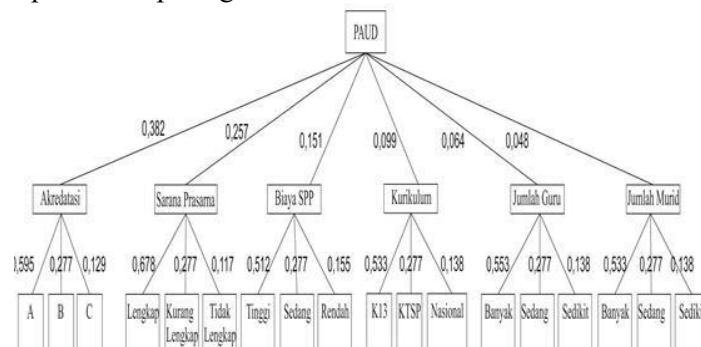 PAUD
0,382 0,257 0,151 0,099 0,064 0,048
Akredatasi Sarana Prasarna Biaya SPP Kurikulum Jumlah Guru Jumlah Murid
0,595 0,277 0,129 0,678 0,277 0,117 0,512 0,277 0,155 0,533 0,277 0,138 0,553 0,277 0,138 0,533 0,277 0,138
A B C Lengkap Kurang Lengkap Tidak Lengkap Tinggi Sedang Rendah K13 KTSP Nasional Banyak Sedang Sedikit Banyak Sedang Sediki